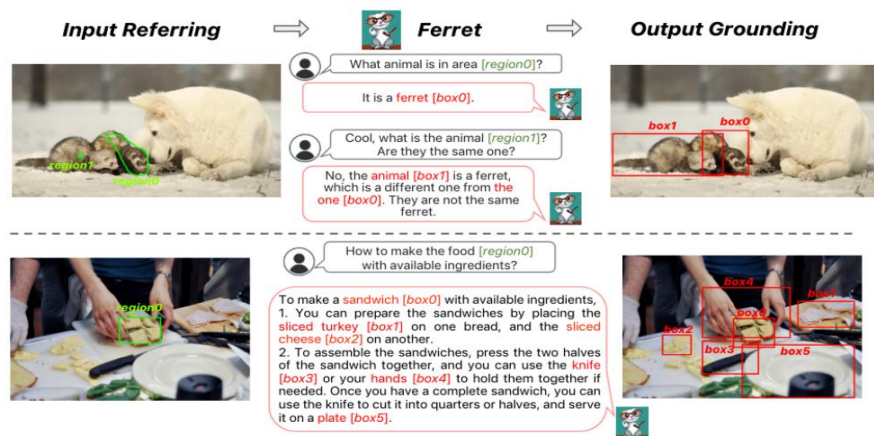 Input Referring
Ferret
Output Grounding
What animal is in area [region0]?
It is a ferret [box0].
Cool, what is the animal [region1]?
Are they the same one?
No, the animal [box1] is a ferret,
which is a different one from the
one [box0]. They are not the same
ferret.
region1
region0
box1
box0
How to make the food [region0]
with available ingredients?
To make a sandwich [box0] with available ingredients,
1. You can prepare the sandwiches by placing the
sliced turkey [box1] on one bread, and the sliced
cheese [box2] on another.
2. To assemble the sandwiches, press the two halves
of the sandwich together, and you can use the knife
[box3] or your hands [box4] to hold them together if
needed. Once you have a complete sandwich, you can
use the knife to cut it into quarters or halves, and serve
it on a plate [box5].
region0
box4
box1
box0
box2
box3
box5